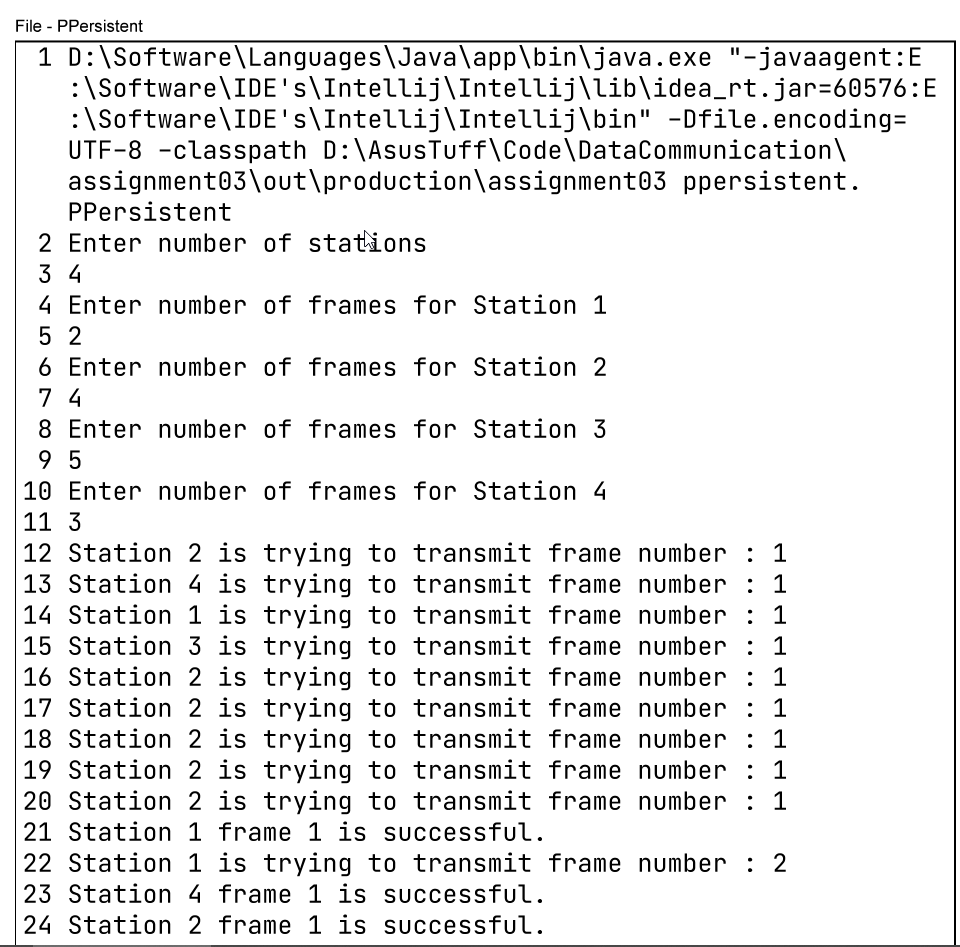 File - PPersistent
1 D:\Software\Languages\Java\app\bin\java.exe "-javaagent:E
:\Software\IDE's\Intellij\Intellij\lib\idea_rt.jar=60576:E
:\Software\IDE's\Intellij\Intellij\bin" -Dfile.encoding=
UTF-8 -classpath D:\AsusTuff\Code\DataCommunication\
assignment03\out\production\assignment03 ppersistent.
PPersistent
2 Enter number of stations
3 4
4 Enter number of frames for Station 1
5 2
6 Enter number of frames for Station 2
7 4
8 Enter number of frames for Station 3
9 5
10 Enter number of frames for Station 4
11 3
12 Station 2 is trying to transmit frame number : 1
13 Station 4 is trying to transmit frame number : 1
14 Station 1 is trying to transmit frame number : 1
15 Station 3 is trying to transmit frame number : 1
16 Station 2 is trying to transmit frame number : 1
17 Station 2 is trying to transmit frame number : 1
18 Station 2 is trying to transmit frame number : 1
19 Station 2 is trying to transmit frame number : 1
20 Station 2 is trying to transmit frame number : 1
21 Station 1 frame 1 is successful.
22 Station 1 is trying to transmit frame number : 2
23 Station 4 frame 1 is successful.
24 Station 2 frame 1 is successful.